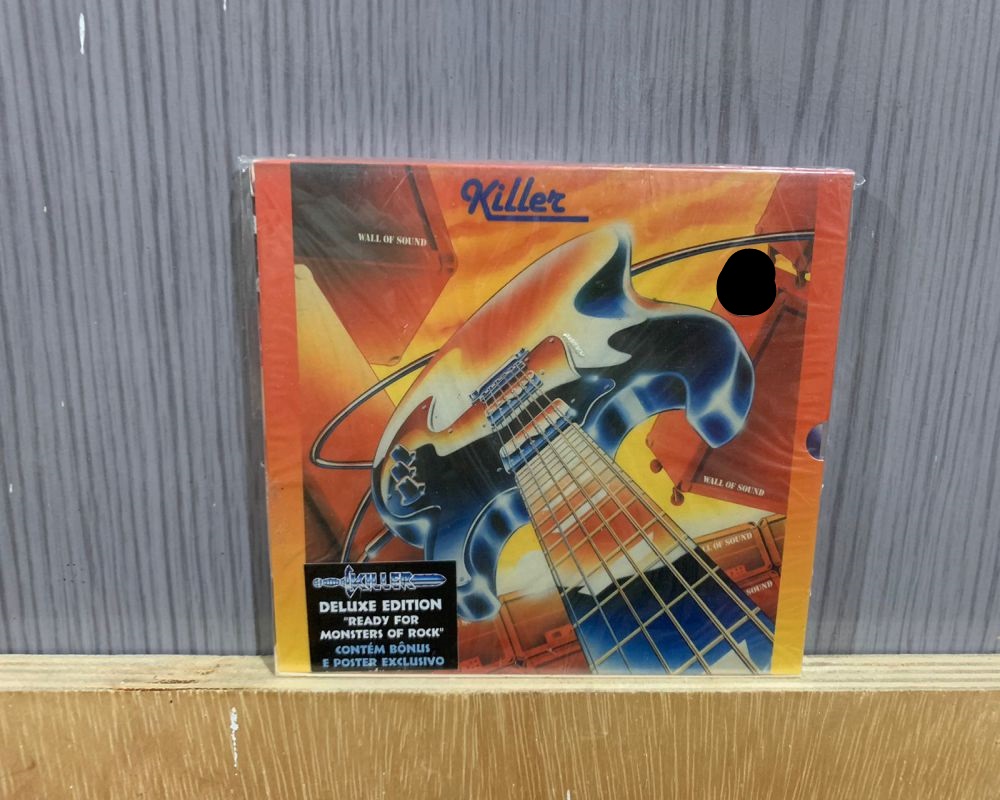 Killer
WALL OF SOUND
WALL OF SOUND
LL OF SOUND
SOUND
KILLER
DELUXE EDITION
"READY FOR
MONSTERS OF ROCK"
CONTÉM BÔNUS
E POSTER EXCLUSIVO